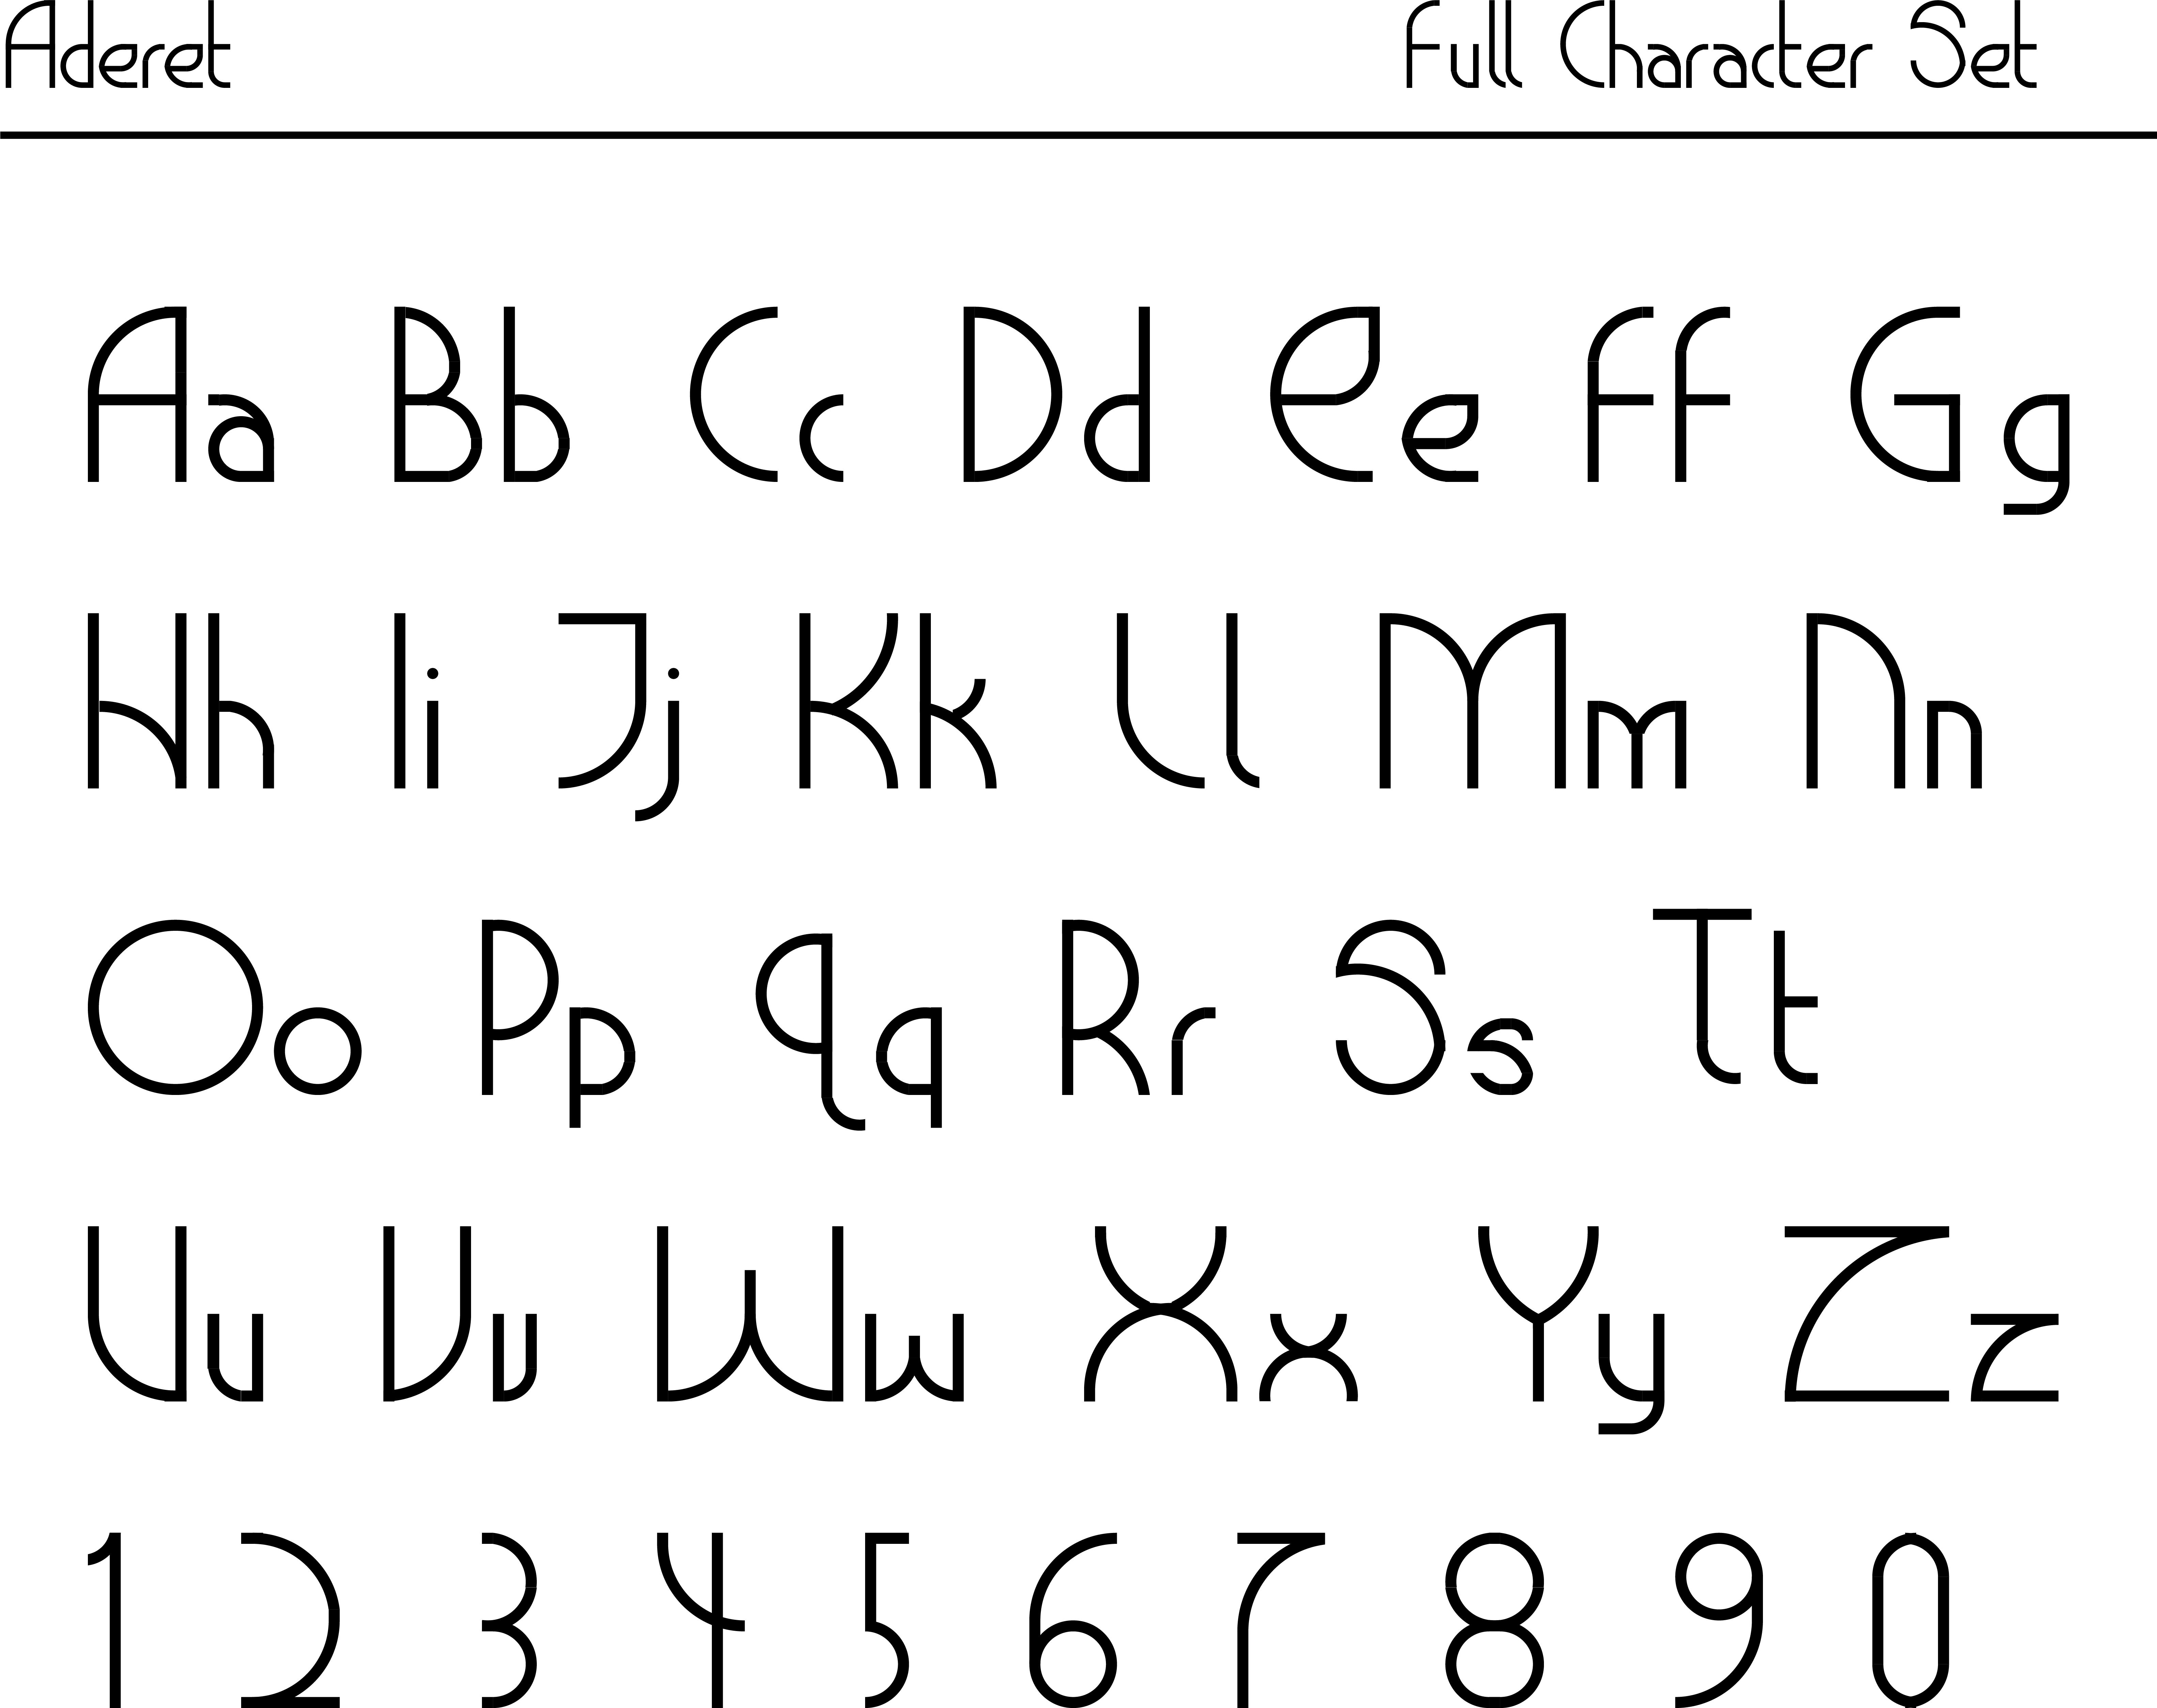 Aderet Full Character Set
Aa Bb Cc Dd Ee Ff Gg
Hh Ii Jj Kk Ll Mm Nn
Oo Pp Qq Rr Ss Tt
Uu Vv Ww Xx Yy Zz
1 2 3 4 5 6 7 8 9 0